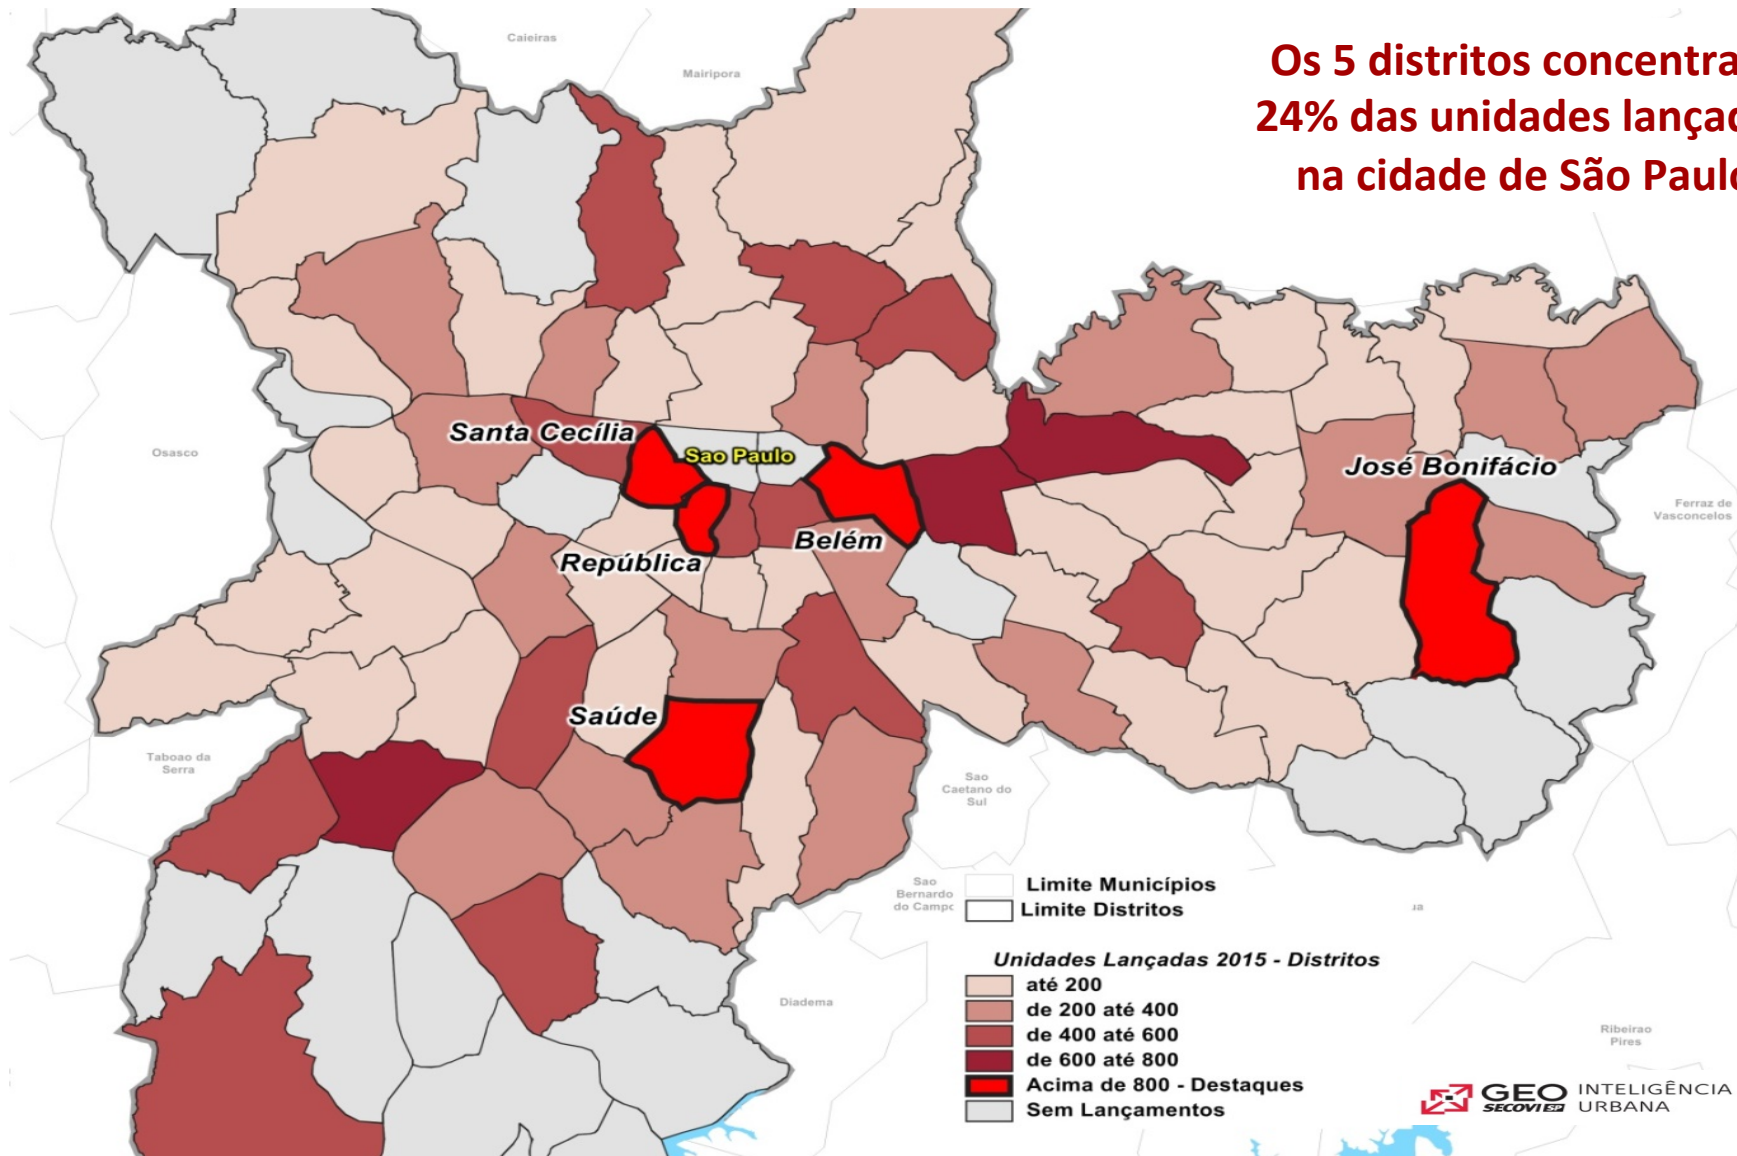 Os 5 distritos concentra
24% das unidades lança
na cidade de São Paulo
Caieiras
Mairipora
Osasco
Santa Cecília
Sao Paulo
José Bonifácio
Ferraz de
Vasconcelos
Belém
República
Saúde
Taboao da
Serra
Sao
Caetano do
Sul
Sao
Bernardo
do Campo
Limite Municípios
Limite Distritos
ua
Unidades Lançadas 2015 - Distritos
até 200
de 200 até 400
de 400 até 600
de 600 até 800
Acima de 800 - Destaques
Sem Lançamentos
Diadema
Ribeirao
Pires
GEO INTELIGÊNCIA
SECOVI SP URBANA